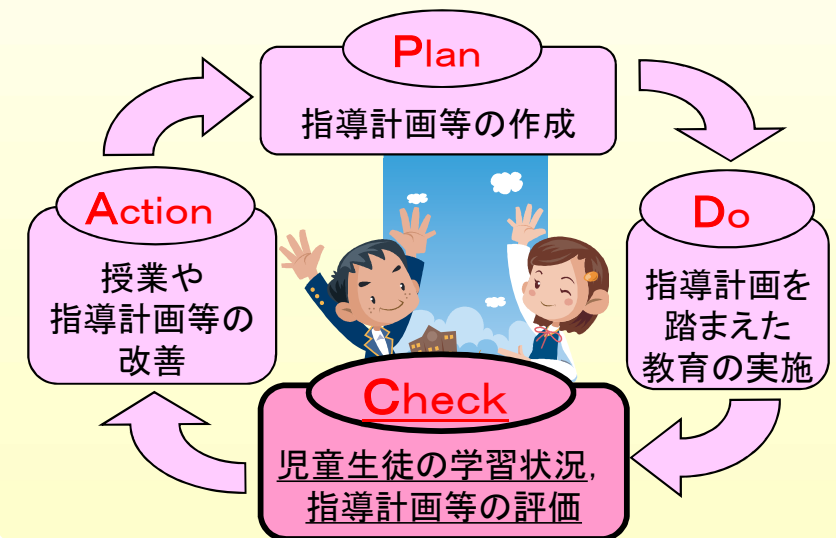 Plan
指導計画等の作成
Do
指導計画を
踏まえた
教育の実施
Check
児童生徒の学習状況,
指導計画等の評価
Action
授業や
指導計画等の
改善